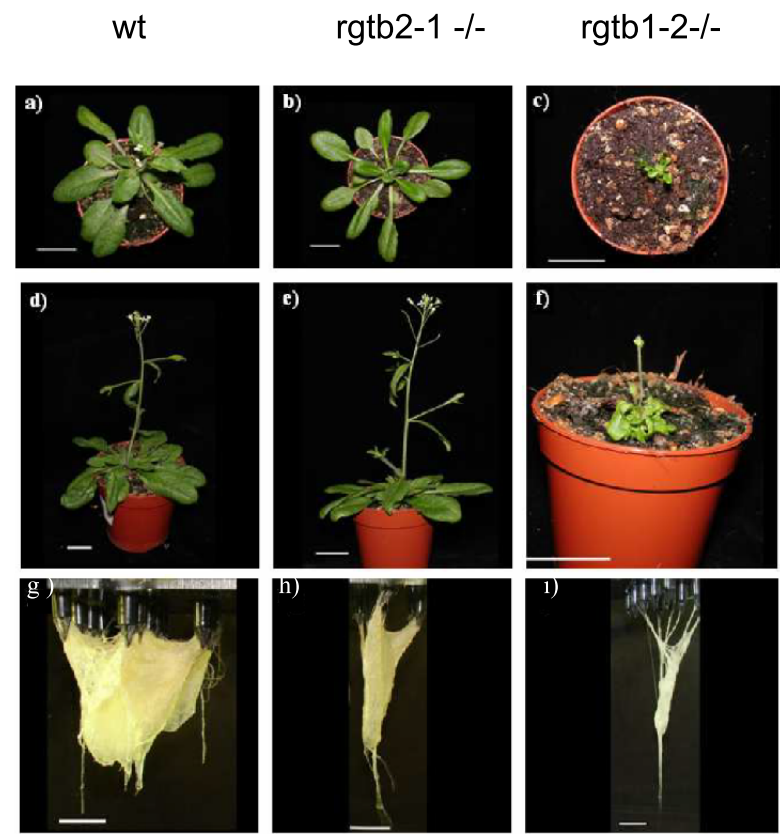 wt rgtb2-1 -/- rgtb1-2-/-
a) b) c)
d) e) f)
g ) h) i)